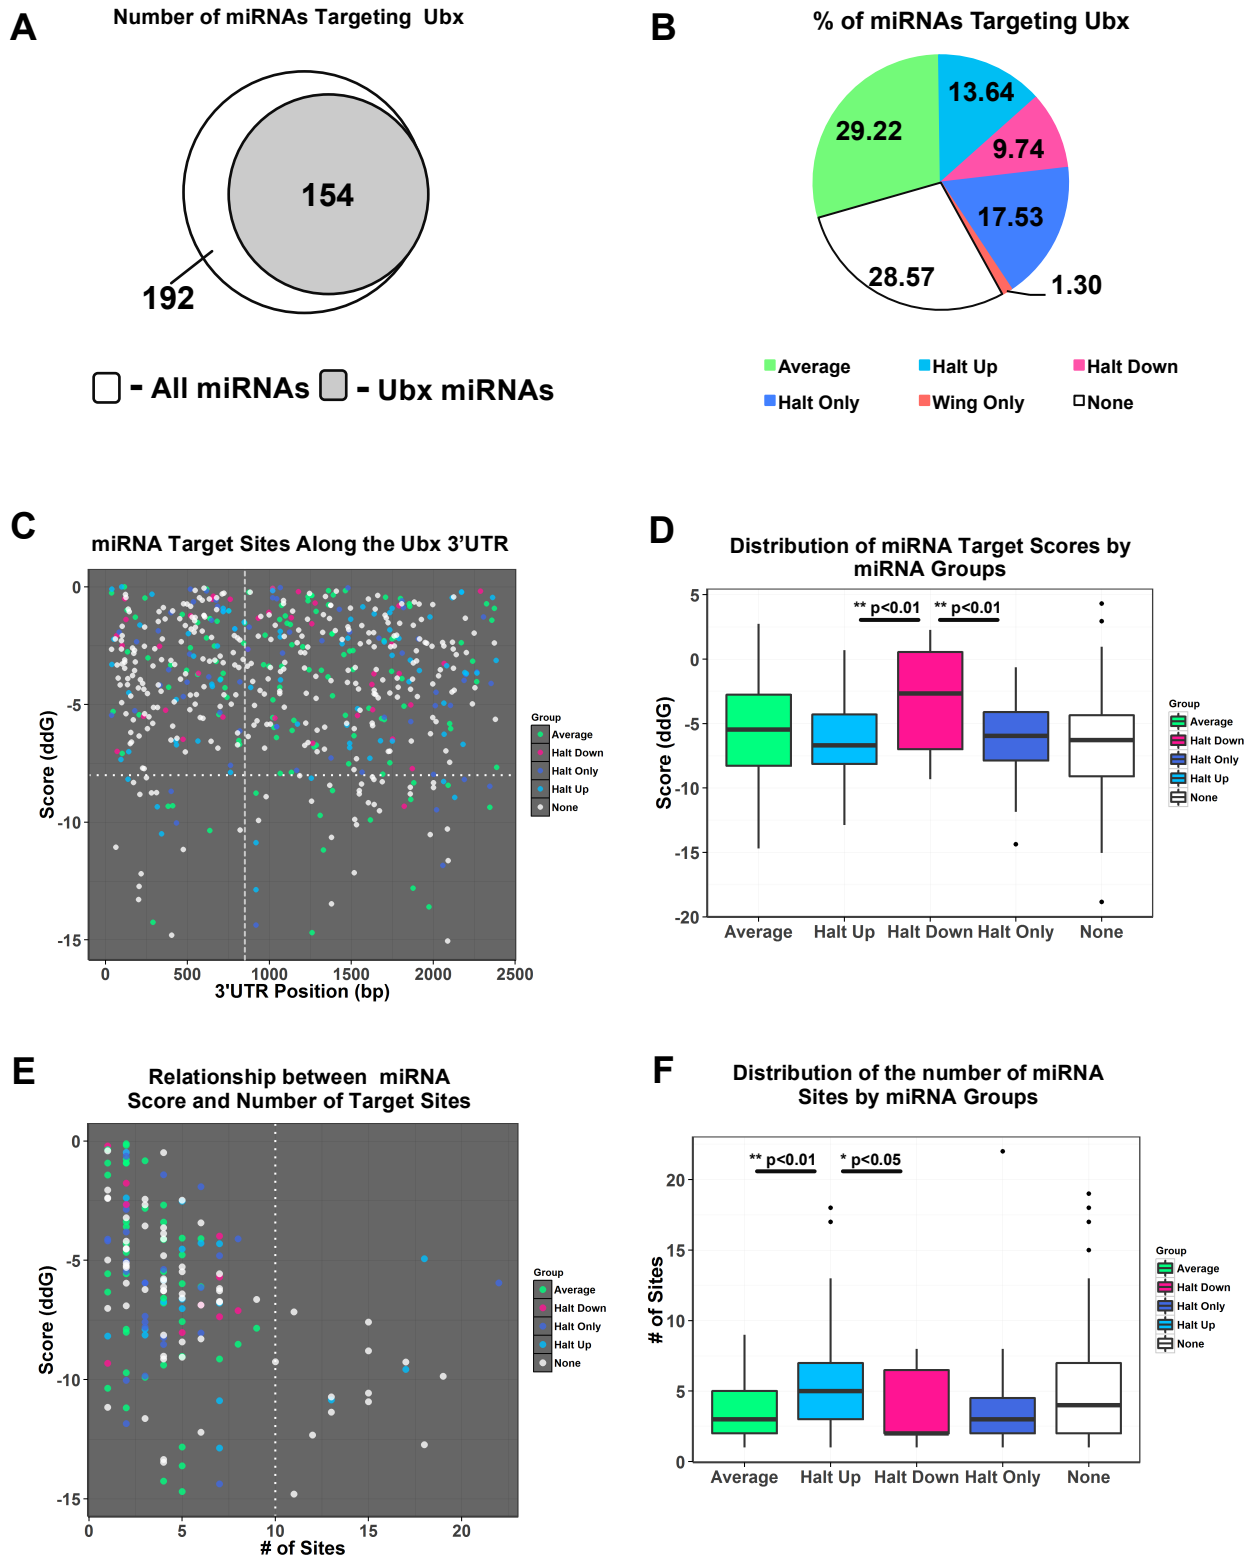 A
Number of miRNAs Targeting Ubx
154
192
- All miRNAs
- Ubx miRNAs
B
% of miRNAs Targeting Ubx
13.64
29.22
9.74
17.53
28.57
1.30
Average
Halt Up
Halt Down
Halt Only
Wing Only
None
C
miRNA Target Sites Along the Ubx 3'UTR
Score (ddG)
0
-5
-10
-15
0
500
1000
1500
2000
2500
3'UTR Position (bp)
Group
Average
Halt Down
Halt Only
Halt Up
None
D
Distribution of miRNA Target Scores by
miRNA Groups
** p<0.01
** p<0.01
Score (ddG)
5
0
-5
-10
-15
-20
Average
Halt Up
Halt Down
Halt Only
None
Group
Average
Halt Down
Halt Only
Halt Up
None
E
Relationship between miRNA
Score and Number of Target Sites
Score (ddG)
0
-5
-10
-15
0
5
10
15
20
# of Sites
Group
Average
Halt Down
Halt Only
Halt Up
None
F
Distribution of the number of miRNA
Sites by miRNA Groups
** p<0.01
* p<0.05
# of Sites
20
15
10
5
0
Average
Halt Up
Halt Down
Halt Only
None
Group
Average
Halt Down
Halt Only
Halt Up
None